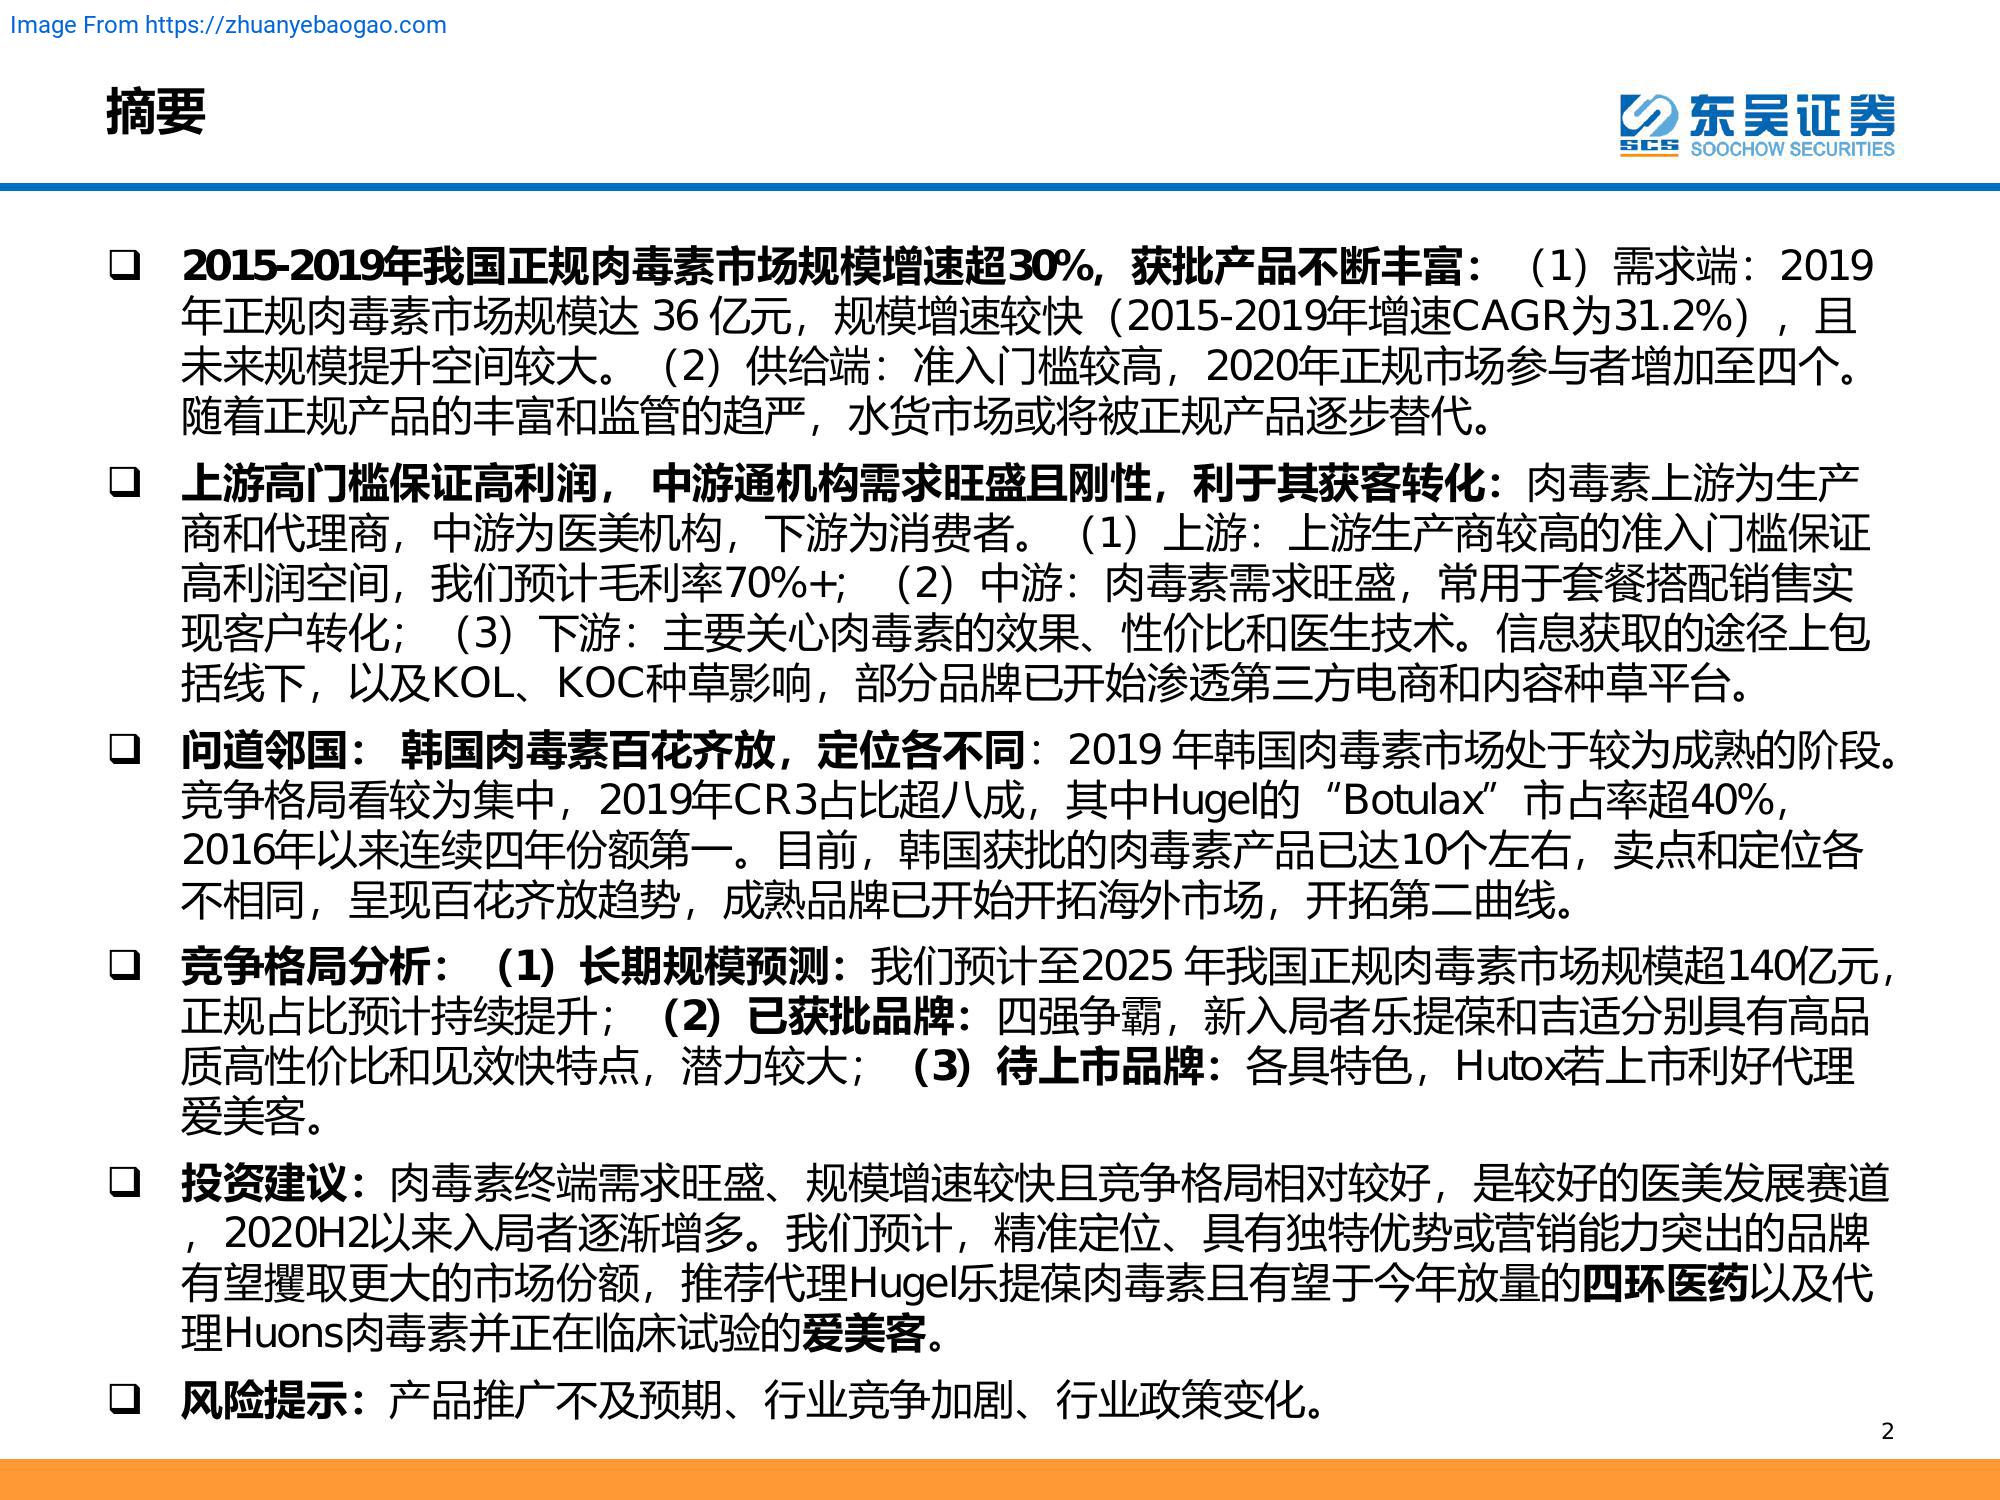 Image From https://zhuanyebaogao.com
摘要
东吴证券
SCS
SOOCHOW SECURITIES
2015-2019年我国正规肉毒素市场规模增速超30%，获批产品不断丰富：（1）需求端：2019
年正规肉毒素市场规模达 36 亿元，规模增速较快（2015-2019年增速CAGR为31.2%），且
未来规模提升空间较大。（2）供给端：准入门槛较高，2020年正规市场参与者增加至四个。
随着正规产品的丰富和监管的趋严，水货市场或将被正规产品逐步替代。
上游高门槛保证高利润， 中游通机构需求旺盛且刚性，利于其获客转化：肉毒素上游为生产
商和代理商，中游为医美机构，下游为消费者。（1）上游：上游生产商较高的准入门槛保证
高利润空间，我们预计毛利率70%+；（2）中游：肉毒素需求旺盛，常用于套餐搭配销售实
现客户转化；（3）下游：主要关心肉毒素的效果、性价比和医生技术。信息获取的途径上包
括线下，以及KOL、KOC种草影响，部分品牌已开始渗透第三方电商和内容种草平台。
问道邻国： 韩国肉毒素百花齐放，定位各不同：2019 年韩国肉毒素市场处于较为成熟的阶段。
竞争格局看较为集中，2019年CR3占比超八成，其中Hugel的“Botulax”市占率超40%，
2016年以来连续四年份额第一。目前，韩国获批的肉毒素产品已达10个左右，卖点和定位各
不相同，呈现百花齐放趋势，成熟品牌已开始开拓海外市场，开拓第二曲线。
竞争格局分析：（1）长期规模预测：我们预计至2025 年我国正规肉毒素市场规模超140亿元，
正规占比预计持续提升；（2）已获批品牌：四强争霸，新入局者乐提葆和吉适分别具有高品
质高性价比和见效快特点，潜力较大；（3）待上市品牌：各具特色，Hutox若上市利好代理
爱美客。
投资建议：肉毒素终端需求旺盛、规模增速较快且竞争格局相对较好，是较好的医美发展赛道
，2020H2以来入局者逐渐增多。我们预计，精准定位、具有独特优势或营销能力突出的品牌
有望攫取更大的市场份额，推荐代理Hugel乐提葆肉毒素且有望于今年放量的四环医药以及代
理Huons肉毒素并正在临床试验的爱美客。
风险提示：产品推广不及预期、行业竞争加剧、行业政策变化。
2